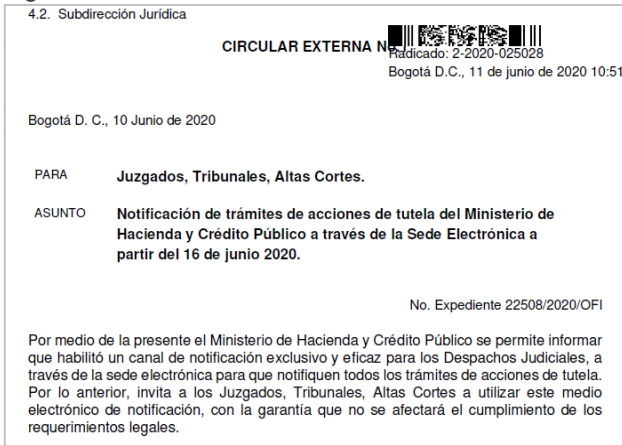 4.2. Subdirección Jurídica
CIRCULAR EXTERNA No.
Radicado: 2-2020-025028
Bogotá D.C., 11 de junio de 2020 10:51
Bogotá D. C., 10 Junio de 2020
PARA Juzgados, Tribunales, Altas Cortes.
ASUNTO Notificación de trámites de acciones de tutela del Ministerio de
Hacienda y Crédito Público a través de la Sede Electrónica a
partir del 16 de junio 2020.
No. Expediente 22508/2020/OFI
Por medio de la presente el Ministerio de Hacienda y Crédito Público se permite informar
que habilitó un canal de notificación exclusivo y eficaz para los Despachos Judiciales, a
través de la sede electrónica para que notifiquen todos los trámites de acciones de tutela.
Por lo anterior, invita a los Juzgados, Tribunales, Altas Cortes a utilizar este medio
electrónico de notificación, con la garantía que no se afectará el cumplimiento de los
requerimientos legales.